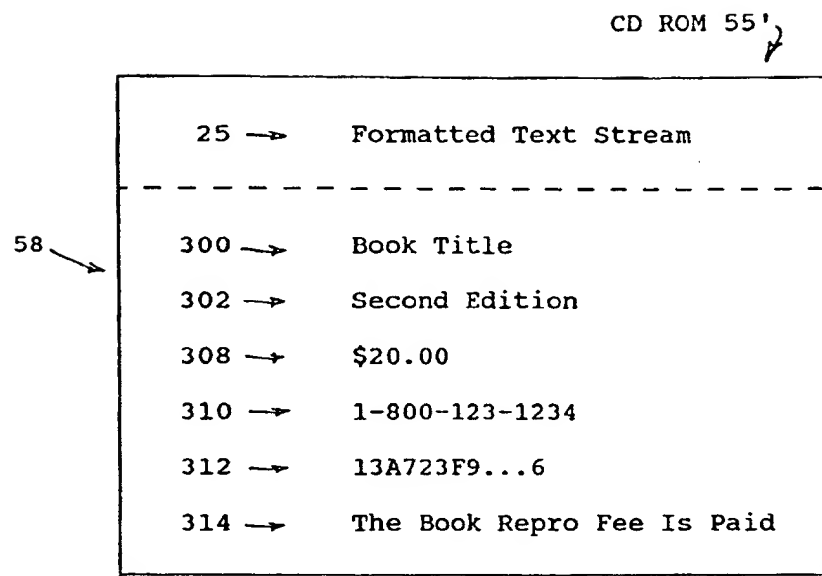 CD ROM 55'
25 Formatted Text Stream
300 Book Title
58
302 Second Edition
308 $20.00
310 1-800-123-1234
312 13A723F9...6
314 The Book Repro Fee Is Paid